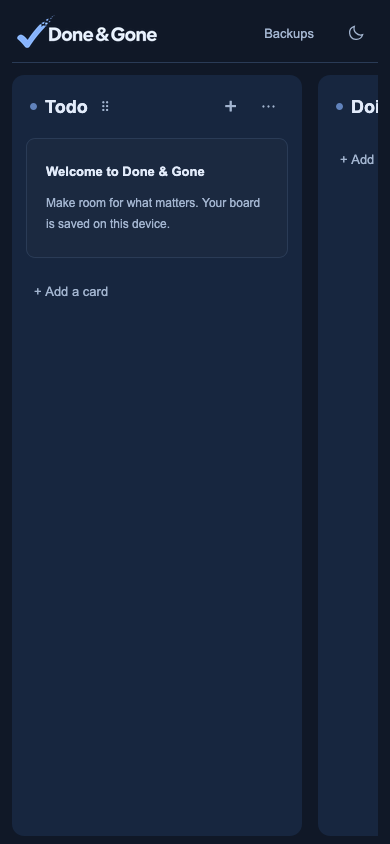 Done & Gone
Backups
Todo
Welcome to Done & Gone
Make room for what matters. Your board
is saved on this device.
+ Add a card
Doi
+ Add